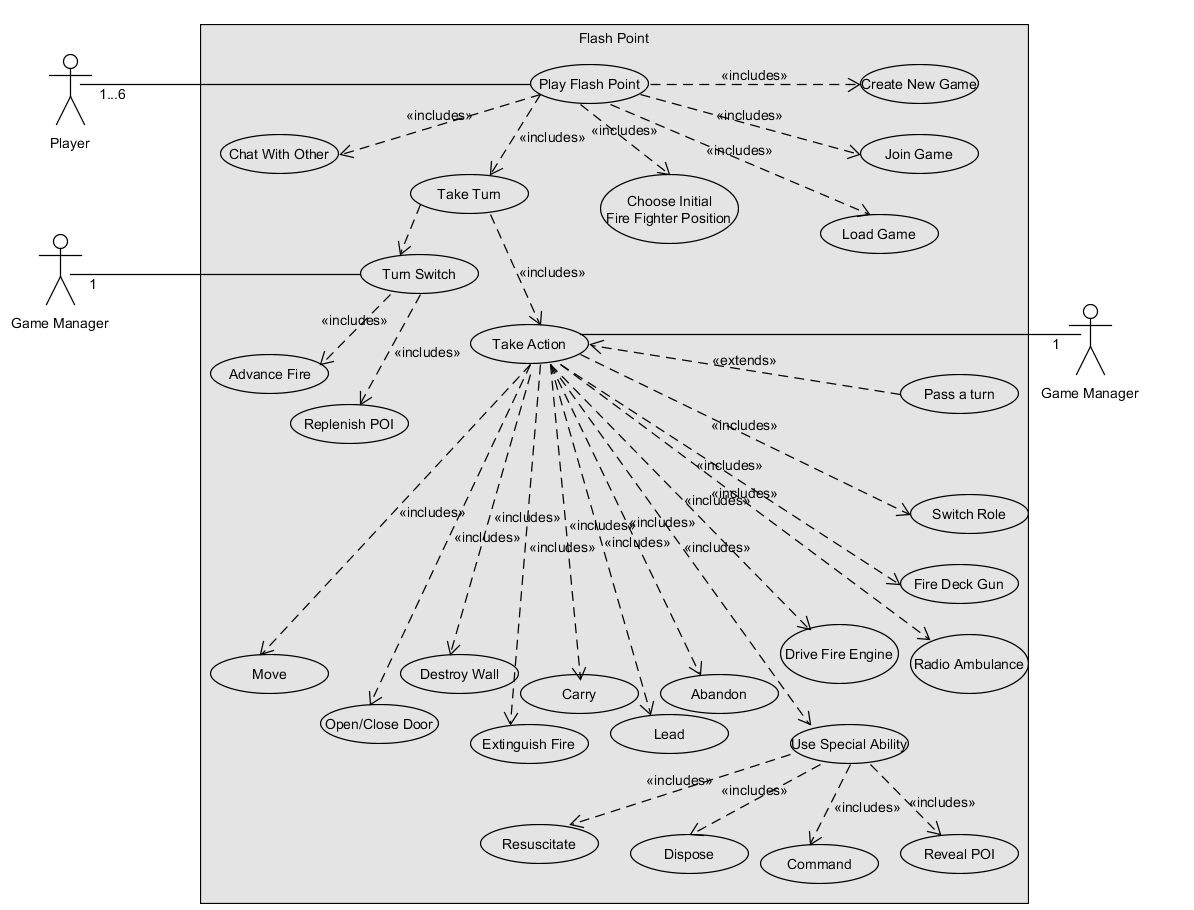 Flash Point
Play Flash Point
«includes»
Create New Game
1...6
Player
«includes»
«includes»
«includes»
«includes»
«includes»
Chat With Other
Join Game
Take Turn
Choose Initial
Fire Fighter Position
Load Game
Game Manager
1
Turn Switch
«includes»
«includes»
«includes»
Advance Fire
Replenish POI
Take Action
1
Game Manager
«extends»
Pass a turn
«includes»
«includes»
«includes»
«includes»
Switch Role
«includes»
«includes»
«includes»
«includes»
«includes»
«includes»
«includes»
«includes»
Fire Deck Gun
Drive Fire Engine
Radio Ambulance
Move
Destroy Wall
Carry
Abandon
Open/Close Door
Extinguish Fire
Lead
Use Special Ability
«includes»
«includes»
«includes»
«includes»
Resuscitate
Dispose
Command
Reveal POI